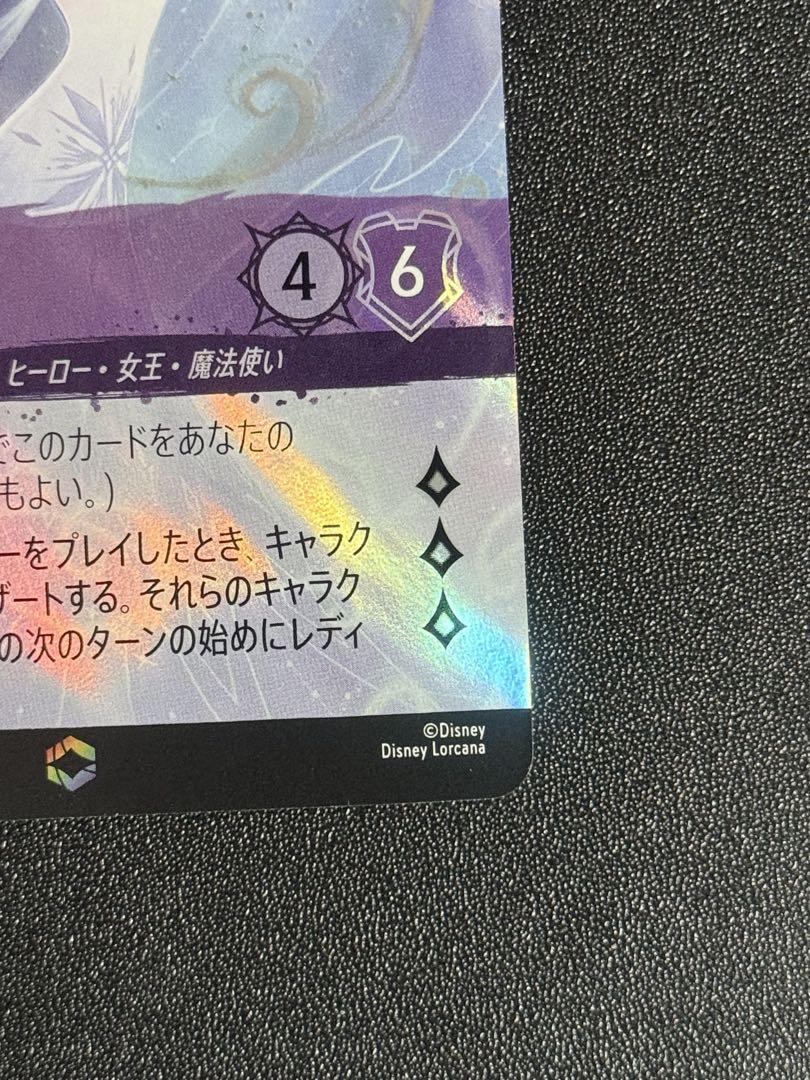 4 6
ヒーロー・女王・魔法使い
でこのカードをあなたの
もよい。)
ーをプレイしたとき、キャラク
ザートする。それらのキャラク
の次のターンの始めにレディ
©Disney
Disney Lorcana